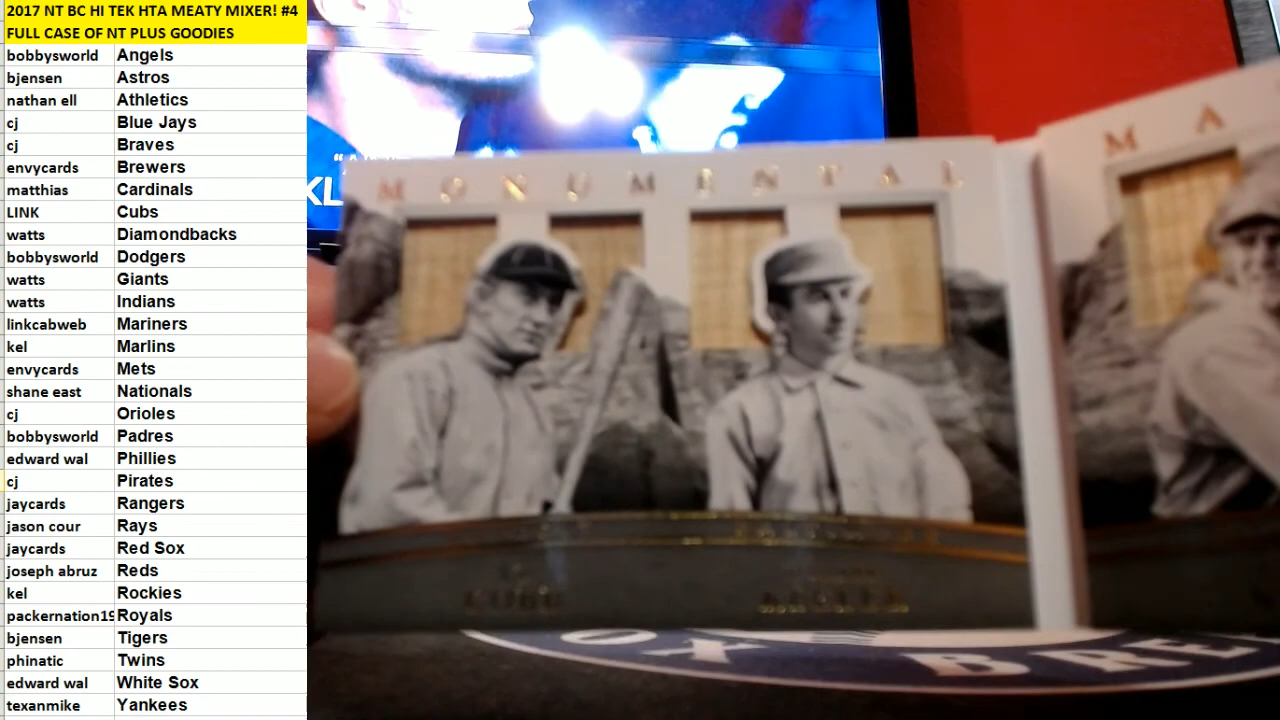 2017 NT BC HI TEK HTA MEATY MIXER! #4
FULL CASE OF NT PLUS GOODIES
bobbysworld Angels
bjensen Astros
nathan ell Athletics
cj Blue Jays
cj Braves
envycards Brewers
matthias Cardinals
LINK Cubs
watts Diamondbacks
bobbysworld Dodgers
watts Giants
watts Indians
linkcabweb Mariners
kel Marlins
envycards Mets
shane east Nationals
cj Orioles
bobbysworld Padres
edward wal Phillies
cj Pirates
jaycards Rangers
jason cour Rays
jaycards Red Sox
joseph abruz Reds
kel Rockies
packernation19 Royals
bjensen Tigers
phinatic Twins
edward wal White Sox
texanmike Yankees
KL
MONUMENTAL
M A
OX BRE